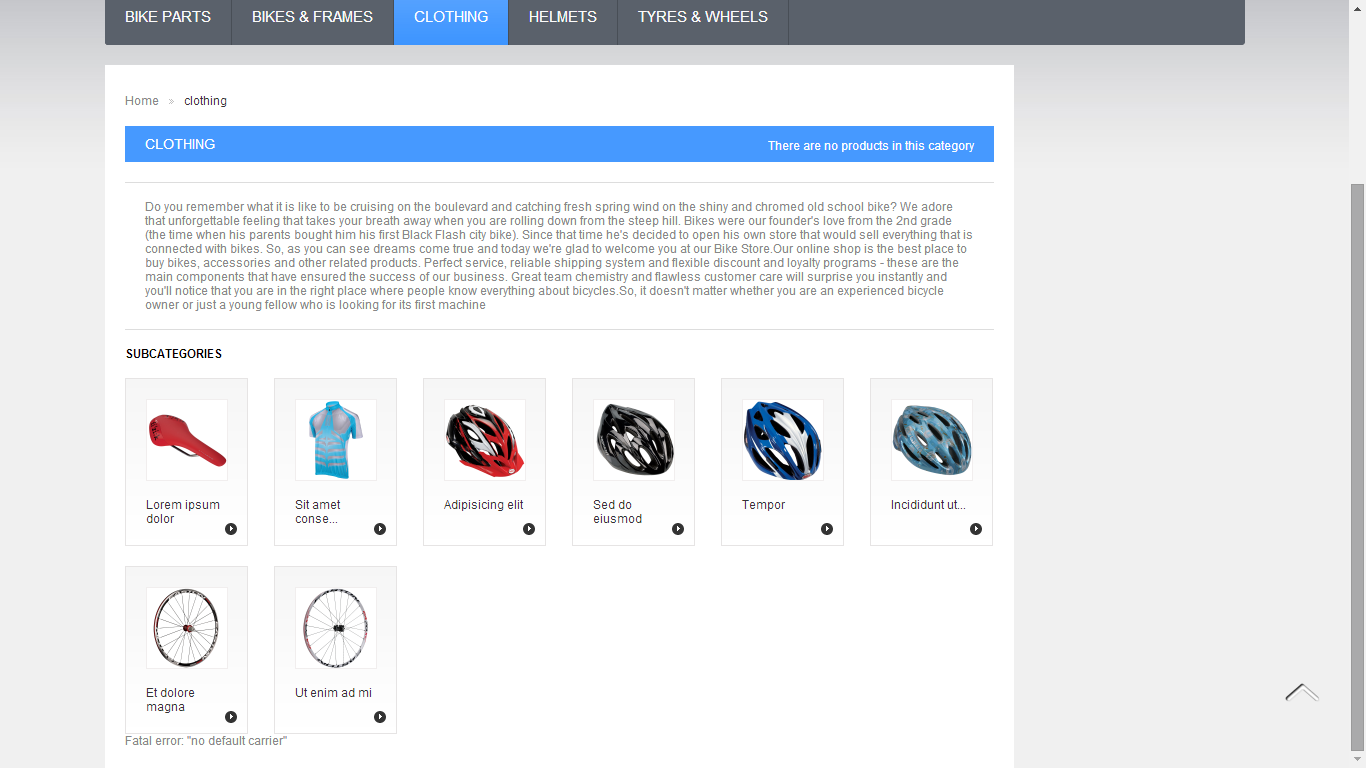 BIKE PARTS BIKES & FRAMES CLOTHING HELMETS TYRES & WHEELS
Home » clothing
CLOTHING There are no products in this category
Do you remember what it is like to be cruising on the boulevard and catching fresh spring wind on the shiny and chromed old school bike? We adore
that unforgettable feeling that takes your breath away when you are rolling down from the steep hill. Bikes were our founder's love from the 2nd grade
(the time when his parents bought him his first Black Flash city bike). Since that time he's decided to open his own store that would sell everything that is
connected with bikes. So, as you can see dreams come true and today we're glad to welcome you at our Bike Store.Our online shop is the best place to
buy bikes, accessories and other related products. Perfect service, reliable shipping system and flexible discount and loyalty programs - these are the
main components that have ensured the success of our business. Great team chemistry and flawless customer care will surprise you instantly and
you'll notice that you are in the right place where people know everything about bicycles.So, it doesn't matter whether you are an experienced bicycle
owner or just a young fellow who is looking for its first machine
SUBCATEGORIES
Lorem ipsum
dolor
Sit amet
conse...
Adipisicing elit
Sed do
eiusmod
Tempor
Incididunt ut...
Et dolore
magna
Ut enim ad mi
Fatal error: "no default carrier"